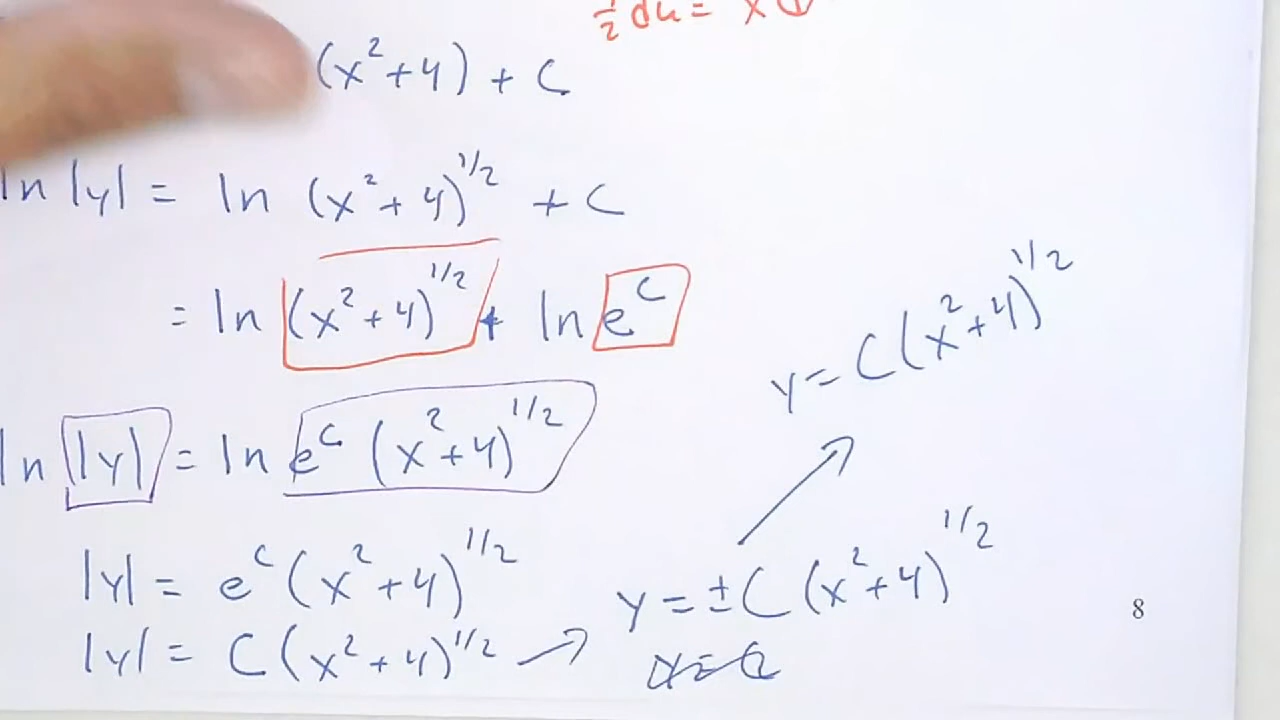 ½ du = x
(x² + 4) + C
ln |y| = ln (x² + 4)^1/2 + C
= ln (x² + 4)^1/2 + ln e^C
ln |y| = ln e^C (x² + 4)^1/2
|y| = e^C (x² + 4)^1/2
|y| = C (x² + 4)^1/2
y = ± C (x² + 4)^1/2
y = C (x² + 4)^1/2
8